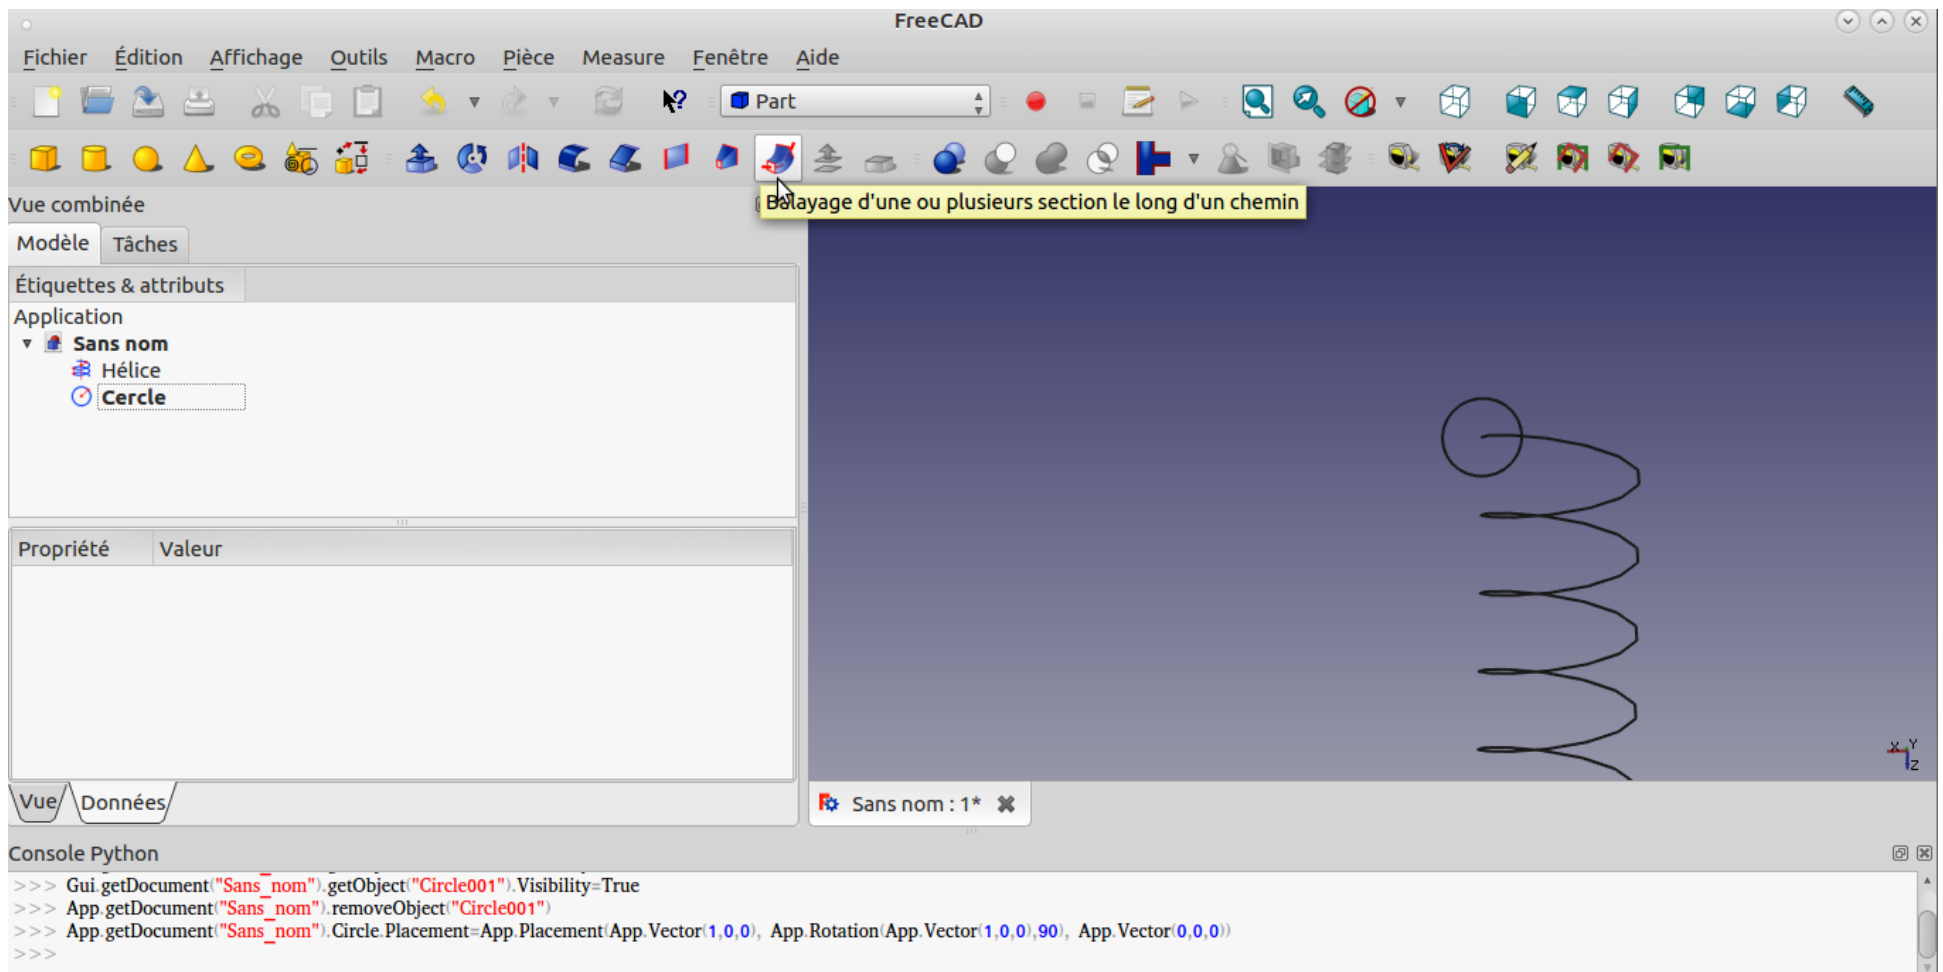 FreeCAD
Fichier Édition Affichage Outils Macro Pièce Measure Fenêtre Aide
Part
Vue combinée
Balayage d'une ou plusieurs section le long d'un chemin
Modèle Tâches
Étiquettes & attributs
Application
Sans nom
Hélice
Cercle
Propriété Valeur
X Y
Z
Vue Données
Sans nom : 1*
Console Python
>>> Gui.getDocument("Sans_nom").getObject("Circle001").Visibility=True
>>> App.getDocument("Sans_nom").removeObject("Circle001")
>>> App.getDocument("Sans_nom").Circle.Placement=App.Placement(App.Vector(1,0,0), App.Rotation(App.Vector(1,0,0),90), App.Vector(0,0,0))
>>>